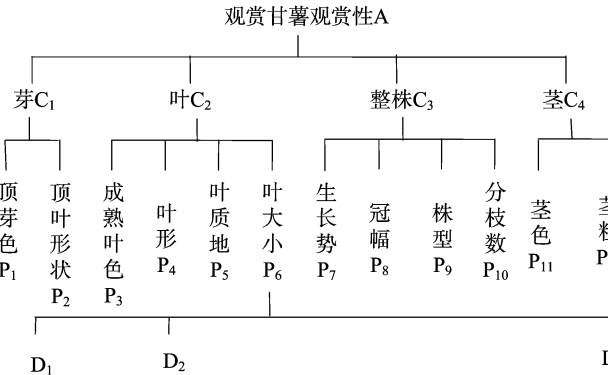 观赏甘薯观赏性A
芽C₁ 叶C₂ 整株C₃ 茎C₄
顶芽色P₁
顶叶形状P₂
成熟叶色P₃
叶形P₄
叶质地P₅
叶大小P₆
生长势P₇
冠幅P₈
株型P₉
分枝数P₁₀
茎色P₁₁
茎粗P
D₁ D₂ D